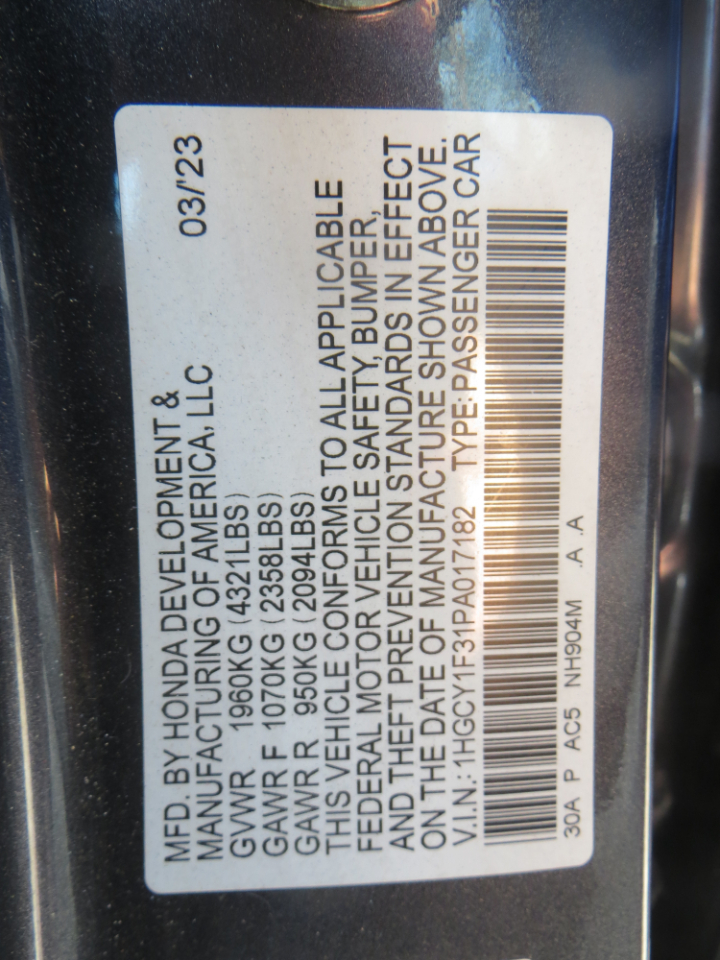 MFD. BY HONDA DEVELOPMENT &
MANUFACTURING OF AMERICA, LLC 03/'23
GVWR 1960KG (4321LBS)
GAWR F 1070KG (2358LBS)
GAWR R 950KG (2094LBS)
THIS VEHICLE CONFORMS TO ALL APPLICABLE
FEDERAL MOTOR VEHICLE SAFETY, BUMPER,
AND THEFT PREVENTION STANDARDS IN EFFECT
ON THE DATE OF MANUFACTURE SHOWN ABOVE.
V.I.N.: 1HGCY1F31PA017182 TYPE: PASSENGER CAR
30A P AC5 NH904M .A .A